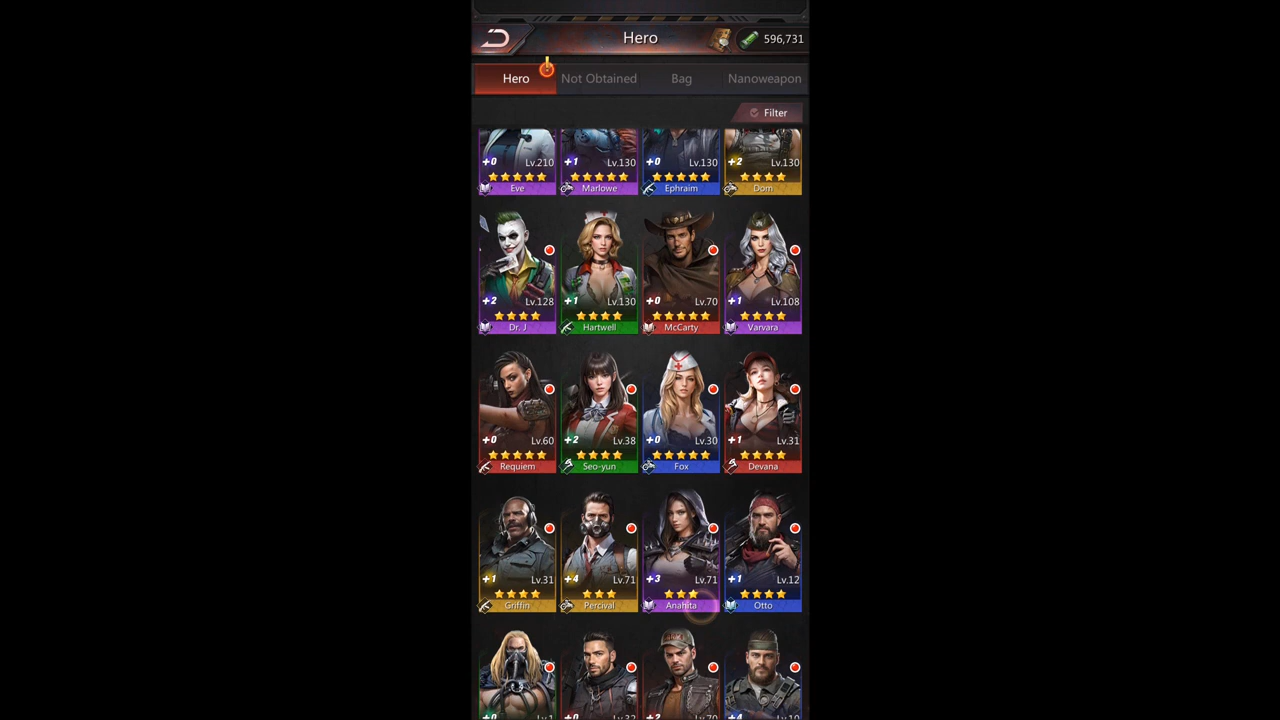 Hero
596,731
Hero
Not Obtained
Bag
Nanoweapon
Filter
+0 Lv.210
+1 Lv.130
+0 Lv.130
+2 Lv.130
Eve
Marlowe
Ephraim
Dom
+2 Lv.128
+1 Lv.130
+0 Lv.70
+1 Lv.108
Dr. J
Hartwell
McCarty
Varvara
+0 Lv.60
+2 Lv.38
+0 Lv.30
+1 Lv.31
Requiem
Seo-yun
Fox
Devana
+1 Lv.31
+4 Lv.71
+3 Lv.71
+1 Lv.12
Griffin
Percival
Anahita
Otto